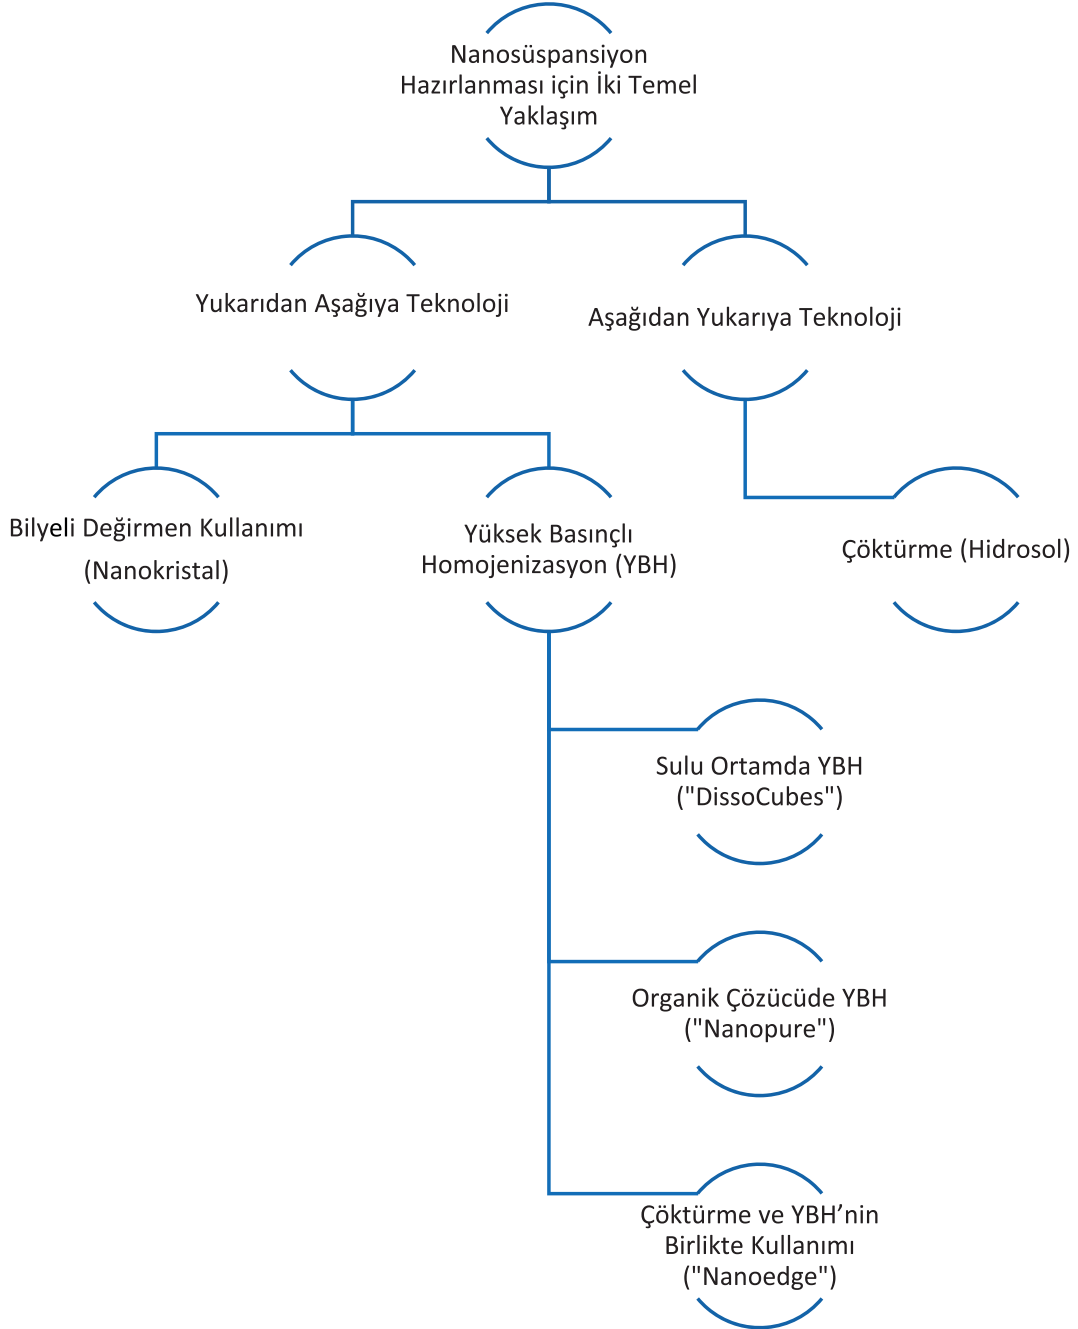 Nanosüspansiyon
Hazırlanması için İki Temel
Yaklaşım
Yukarıdan Aşağıya Teknoloji
Aşağıdan Yukarıya Teknoloji
Bilyeli Değirmen Kullanımı
(Nanokristal)
Yüksek Basınçlı
Homojenizasyon (YBH)
Çöktürme (Hidrosol)
Sulu Ortamda YBH
("DissoCubes")
Organik Çözücüde YBH
("Nanopure")
Çöktürme ve YBH’nin
Birlikte Kullanımı
("Nanoedge")